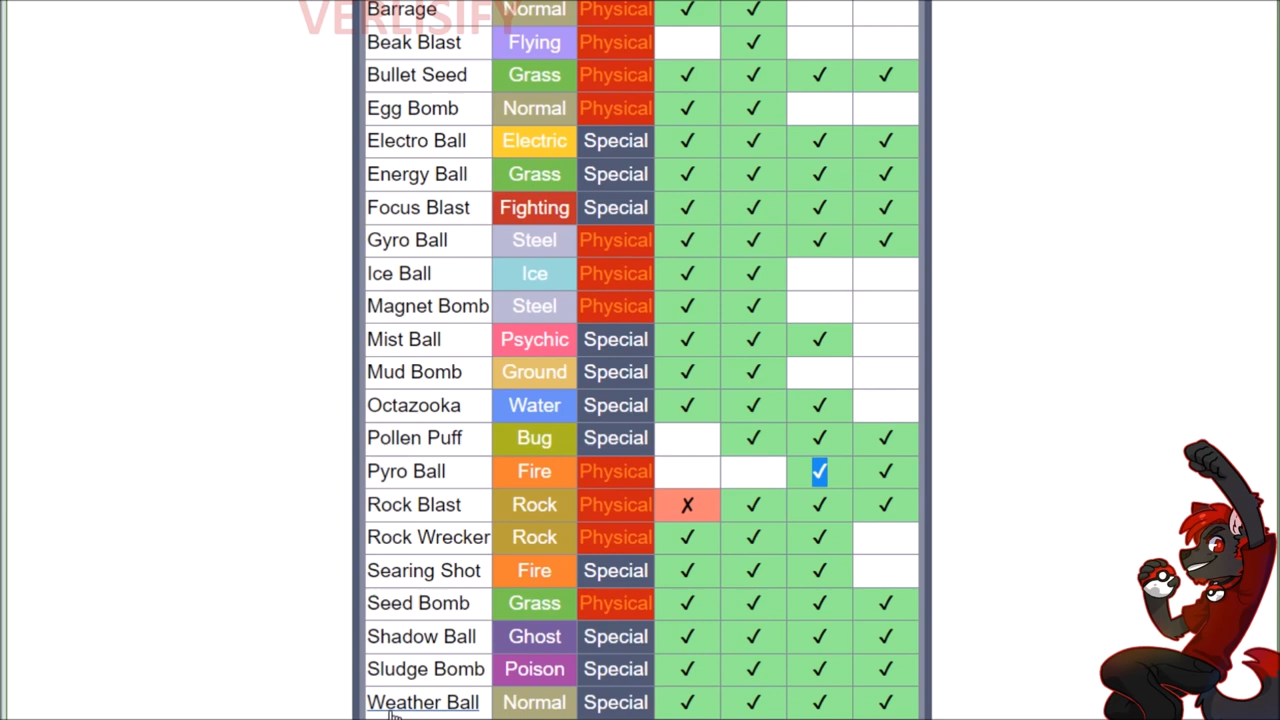 VERLISIFY
Barrage Normal Physical ✓ ✓
Beak Blast Flying Physical ✓
Bullet Seed Grass Physical ✓ ✓ ✓ ✓
Egg Bomb Normal Physical ✓ ✓
Electro Ball Electric Special ✓ ✓ ✓ ✓
Energy Ball Grass Special ✓ ✓ ✓ ✓
Focus Blast Fighting Special ✓ ✓ ✓ ✓
Gyro Ball Steel Physical ✓ ✓ ✓ ✓
Ice Ball Ice Physical ✓ ✓
Magnet Bomb Steel Physical ✓ ✓
Mist Ball Psychic Special ✓ ✓ ✓
Mud Bomb Ground Special ✓ ✓
Octazooka Water Special ✓ ✓ ✓
Pollen Puff Bug Special ✓ ✓ ✓
Pyro Ball Fire Physical ✓ ✓
Rock Blast Rock Physical ✗ ✓ ✓ ✓
Rock Wrecker Rock Physical ✓ ✓ ✓
Searing Shot Fire Special ✓ ✓ ✓
Seed Bomb Grass Physical ✓ ✓ ✓ ✓
Shadow Ball Ghost Special ✓ ✓ ✓ ✓
Sludge Bomb Poison Special ✓ ✓ ✓ ✓
Weather Ball Normal Special ✓ ✓ ✓ ✓